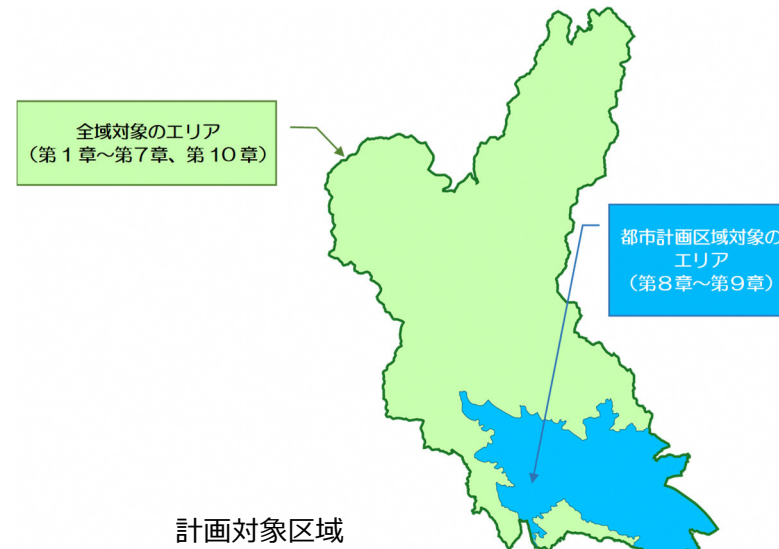 全域対象のエリア
（第１章～第７章、第 10 章）
都市計画区域対象の
エリア
（第８章～第９章）
計画対象区域